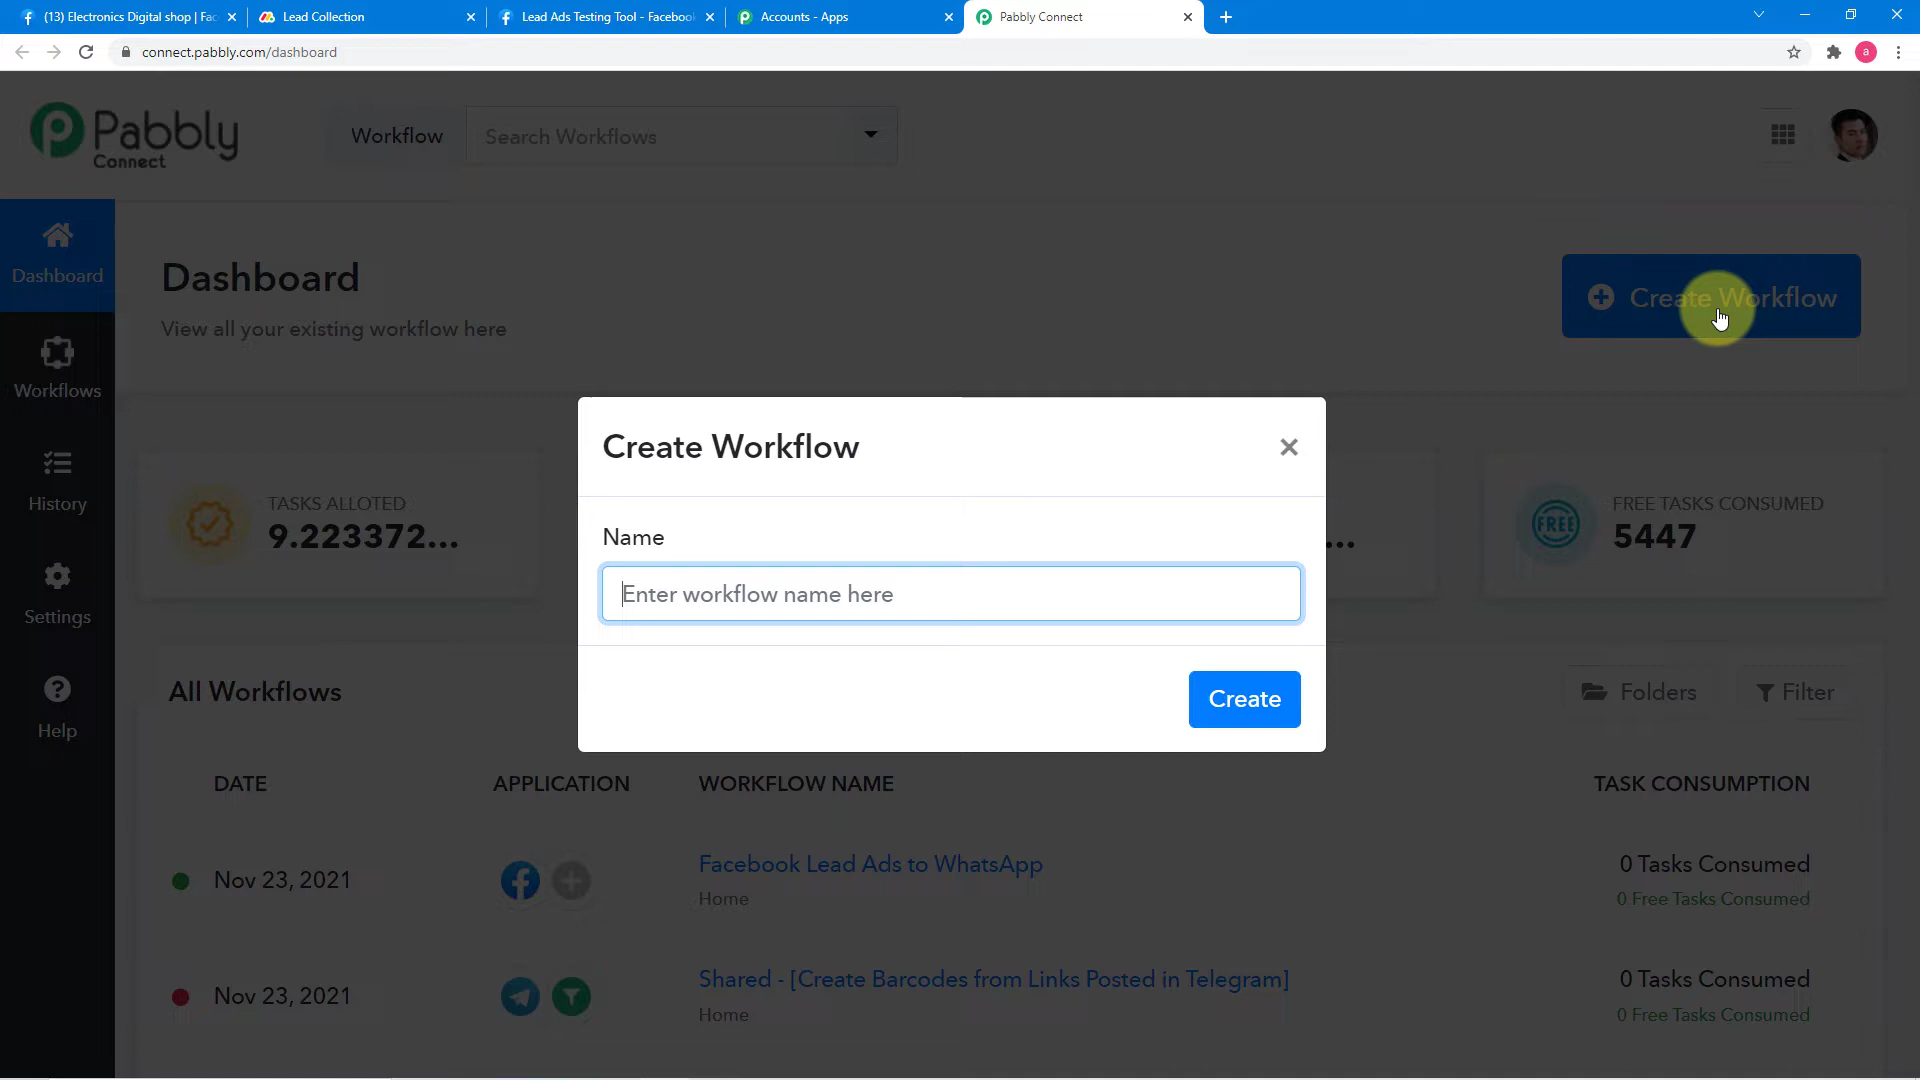 (13) Electronics Digital shop | Fac
Lead Collection
Lead Ads Testing Tool - Facebook
Accounts - Apps
Pabbly Connect
connect.pabbly.com/dashboard
a
Pabbly
Connect
Workflow
Search Workflows
Dashboard
Workflows
History
Settings
Help
Dashboard
View all your existing workflow here
Create Workflow
TASKS ALLOTED
9.223372...
...
FREE
FREE TASKS CONSUMED
5447
Create Workflow
Name
Enter workflow name here
Create
All Workflows
Folders
Filter
DATE
APPLICATION
WORKFLOW NAME
TASK CONSUMPTION
Nov 23, 2021
Facebook Lead Ads to WhatsApp
Home
0 Tasks Consumed
0 Free Tasks Consumed
Nov 23, 2021
Shared - [Create Barcodes from Links Posted in Telegram]
Home
0 Tasks Consumed
0 Free Tasks Consumed